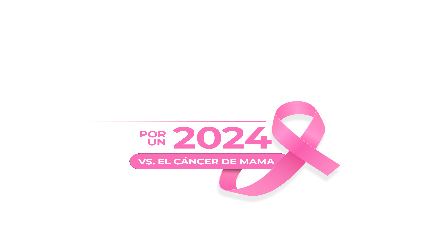 POR UN 2024
VS. EL CÁNCER DE MAMA